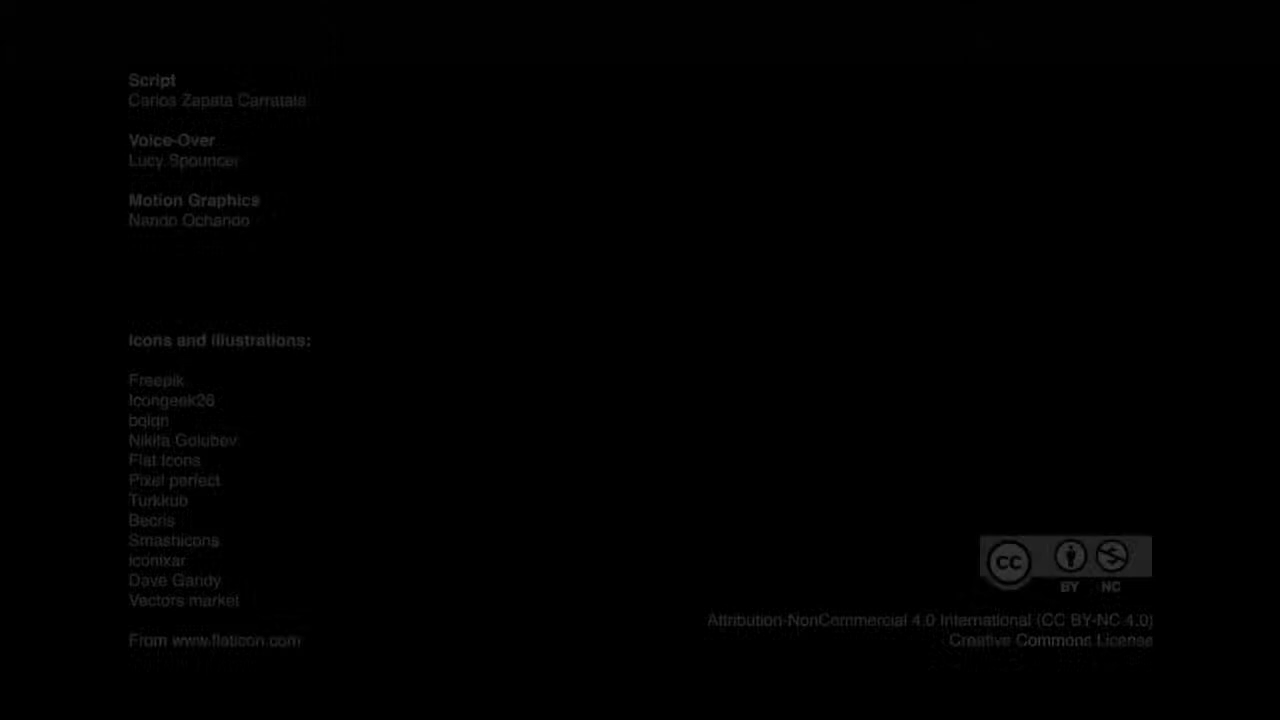 Script
Carlos Zapata Carratala
Voice-Over
Lucy Spouncer
Motion Graphics
Nando Ochando
Icons and illustrations:
Freepik
Icongeek26
bqlqn
Nikita Golubev
Flat Icons
Pixel perfect
Turkkub
Becris
Smashicons
iconixar
Dave Gandy
Vectors market
From www.flaticon.com
CC
BY NC
Attribution-NonCommercial 4.0 International (CC BY-NC 4.0)
Creative Commons License